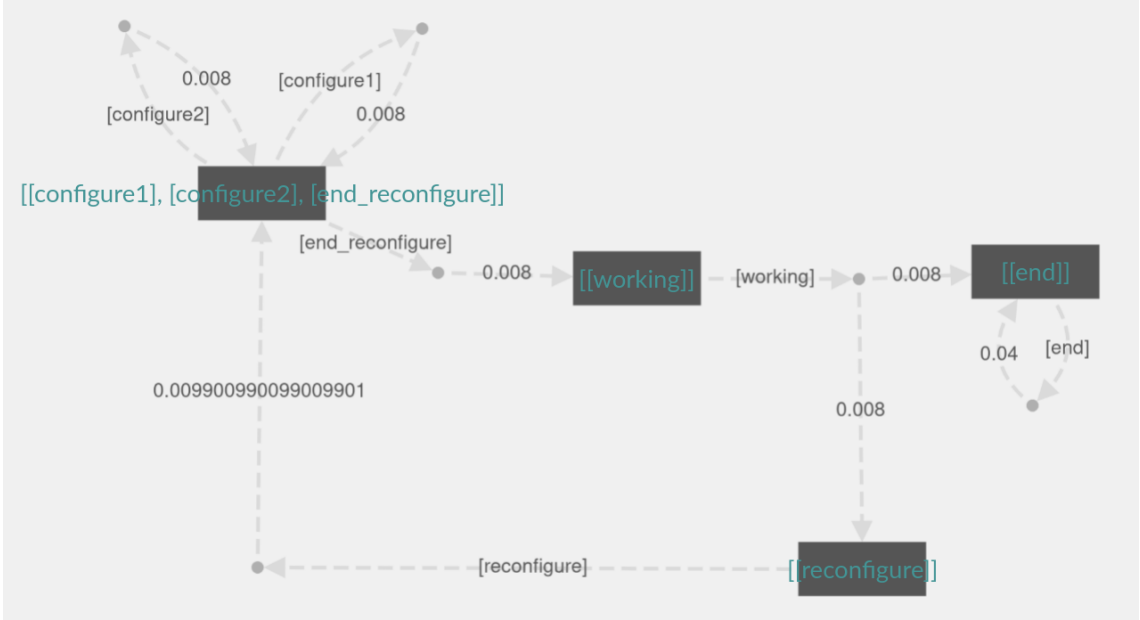 0.008
[configure1]
[configure2]
0.008
[[configure1], [configure2], [end_reconfigure]]
[end_reconfigure]
0.008
[[working]]
[working]
0.008
[[end]]
0.04
[end]
0.009900990099009901
0.008
[reconfigure]
[[reconfigure]]